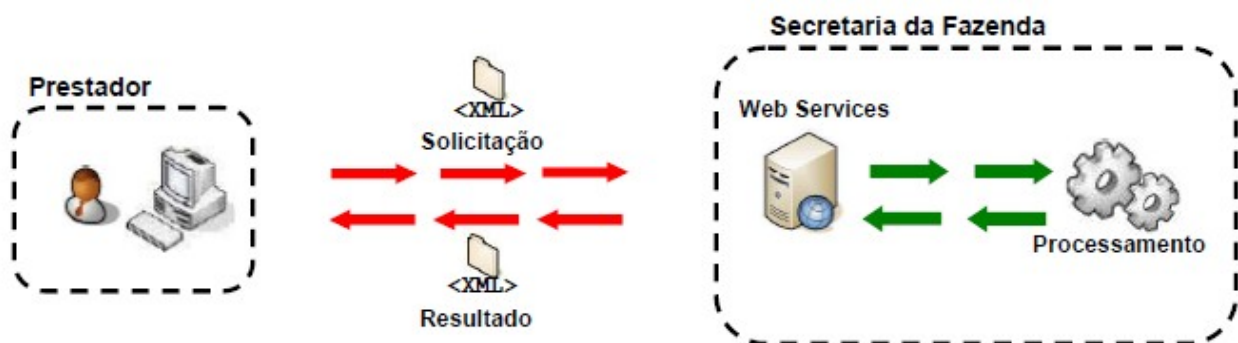 Secretaria da Fazenda
Prestador
<XML>
Solicitação
Web Services
Processamento
<XML>
Resultado